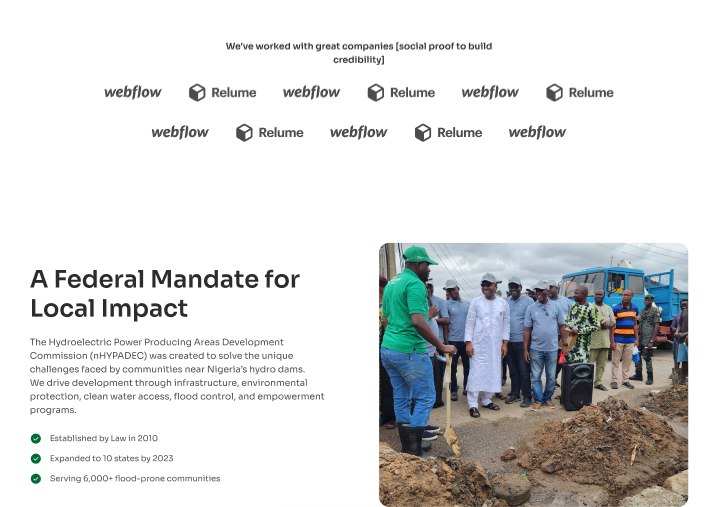 We've worked with great companies [social proof to build
credibility]
webflow Relume webflow Relume webflow Relume
webflow Relume webflow Relume webflow
A Federal Mandate for
Local Impact
The Hydroelectric Power Producing Areas Development
Commission (nHYPADEC) was created to solve the unique
challenges faced by communities near Nigeria's hydro dams.
We drive development through infrastructure, environmental
protection, clean water access, flood control, and empowerment
programs.
Established by Law in 2010
Expanded to 10 states by 2023
Serving 6,000+ flood-prone communities